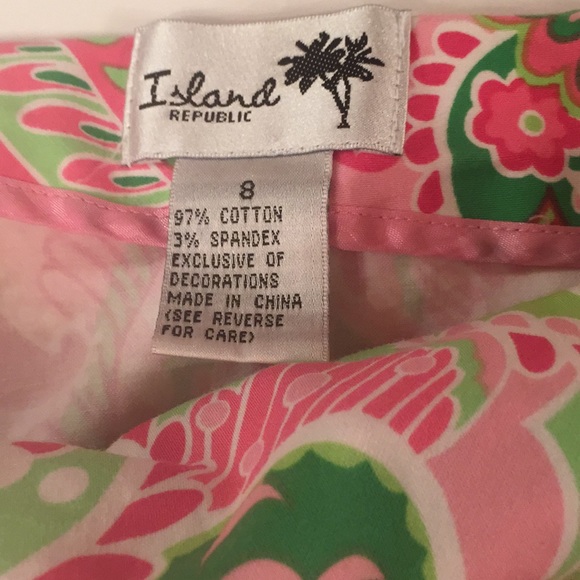 Island
REPUBLIC
8
97% COTTON
3% SPANDEX
EXCLUSIVE OF
DECORATIONS
MADE IN CHINA
(SEE REVERSE
FOR CARE)